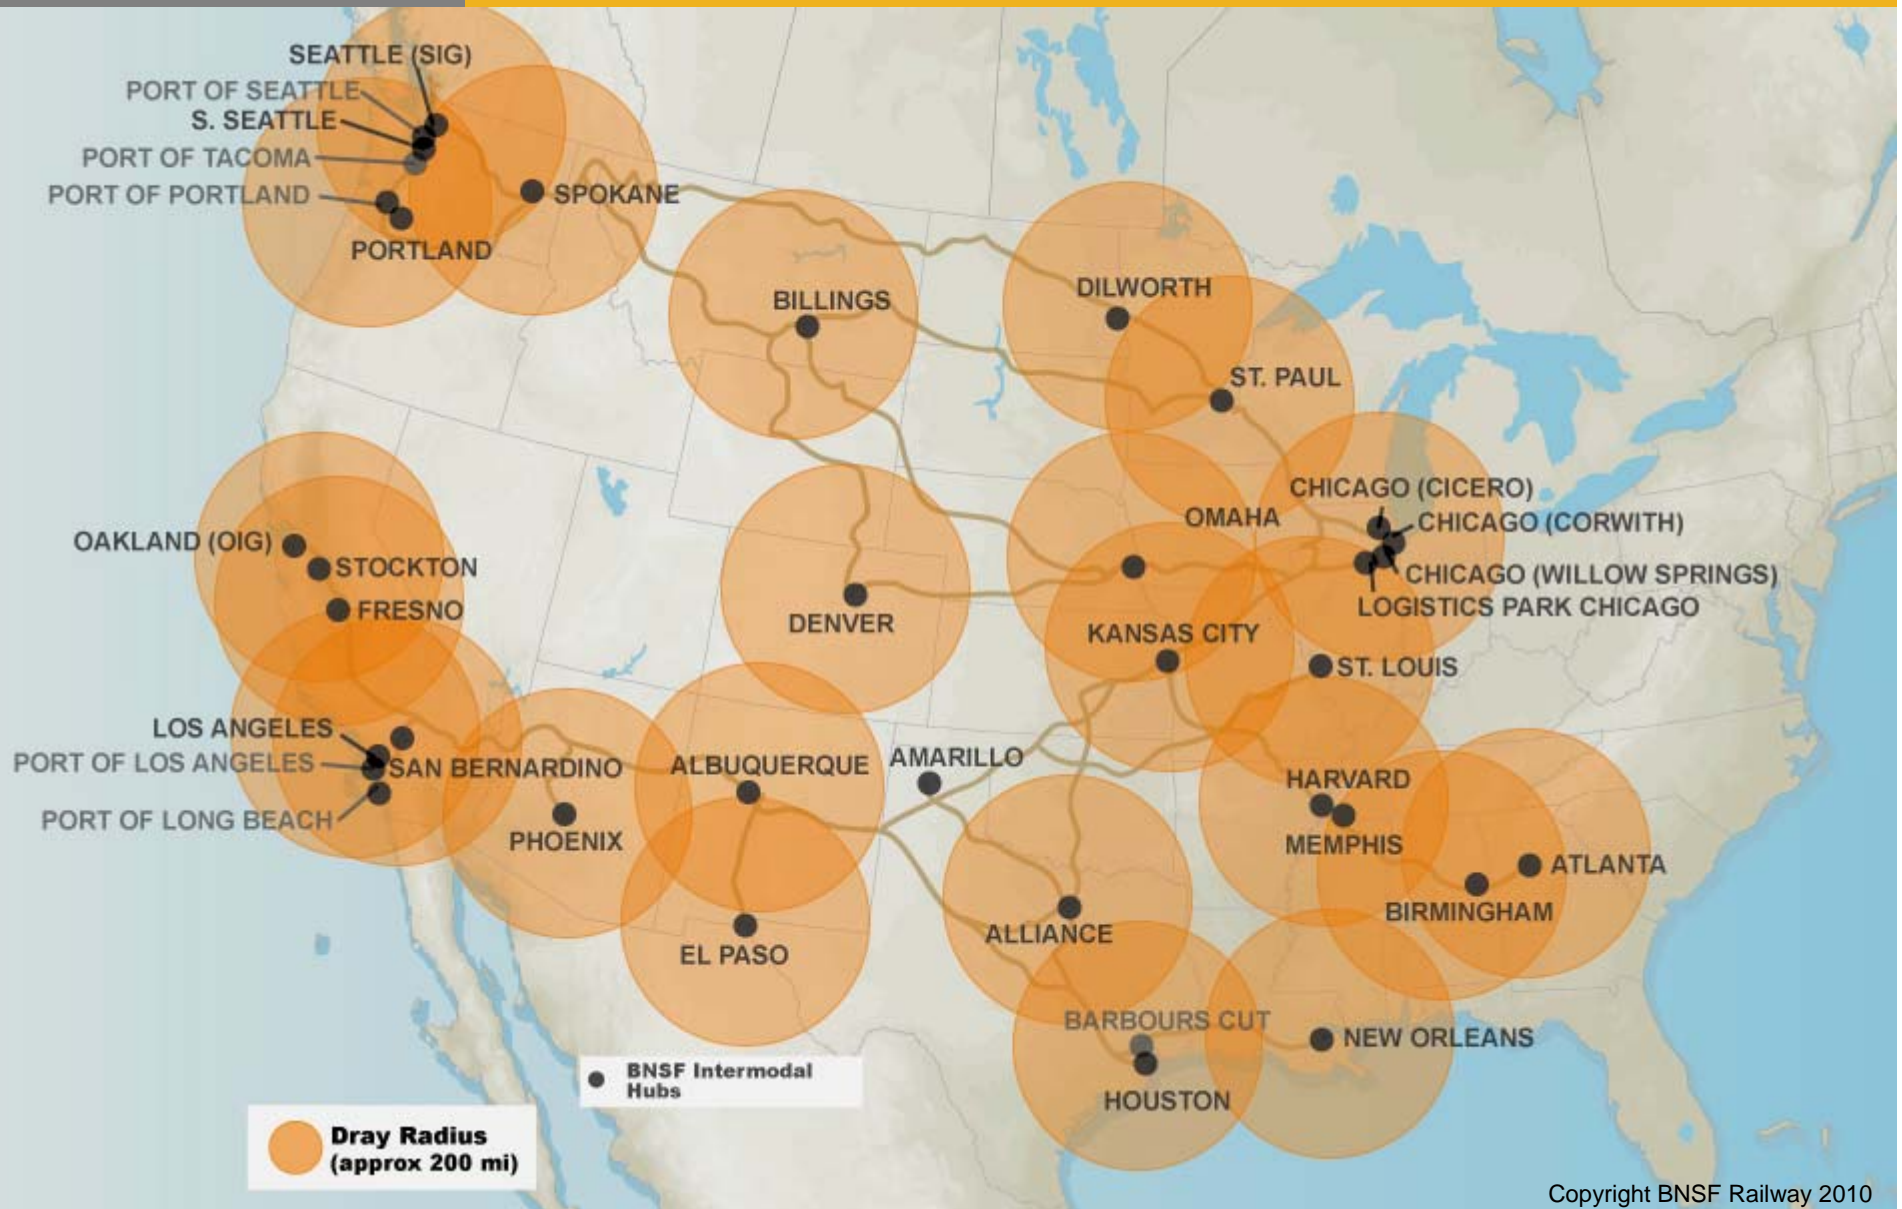 SEATTLE (SIG)
PORT OF SEATTLE
S. SEATTLE
PORT OF TACOMA
PORT OF PORTLAND
SPOKANE
PORTLAND
BILLINGS
DILWORTH
ST. PAUL
CHICAGO (CICERO)
OMAHA
CHICAGO (CORWITH)
OAKLAND (OIG)
STOCKTON
CHICAGO (WILLOW SPRINGS)
FRESNO
LOGISTICS PARK CHICAGO
DENVER
KANSAS CITY
ST. LOUIS
LOS ANGELES
PORT OF LOS ANGELES
SAN BERNARDINO
ALBUQUERQUE
AMARILLO
HARVARD
PORT OF LONG BEACH
PHOENIX
MEMPHIS
ATLANTA
BIRMINGHAM
ALLIANCE
EL PASO
BARBOURS CUT
NEW ORLEANS
HOUSTON
BNSF Intermodal
Hubs
Dray Radius
(approx 200 mi)
Copyright BNSF Railway 2010